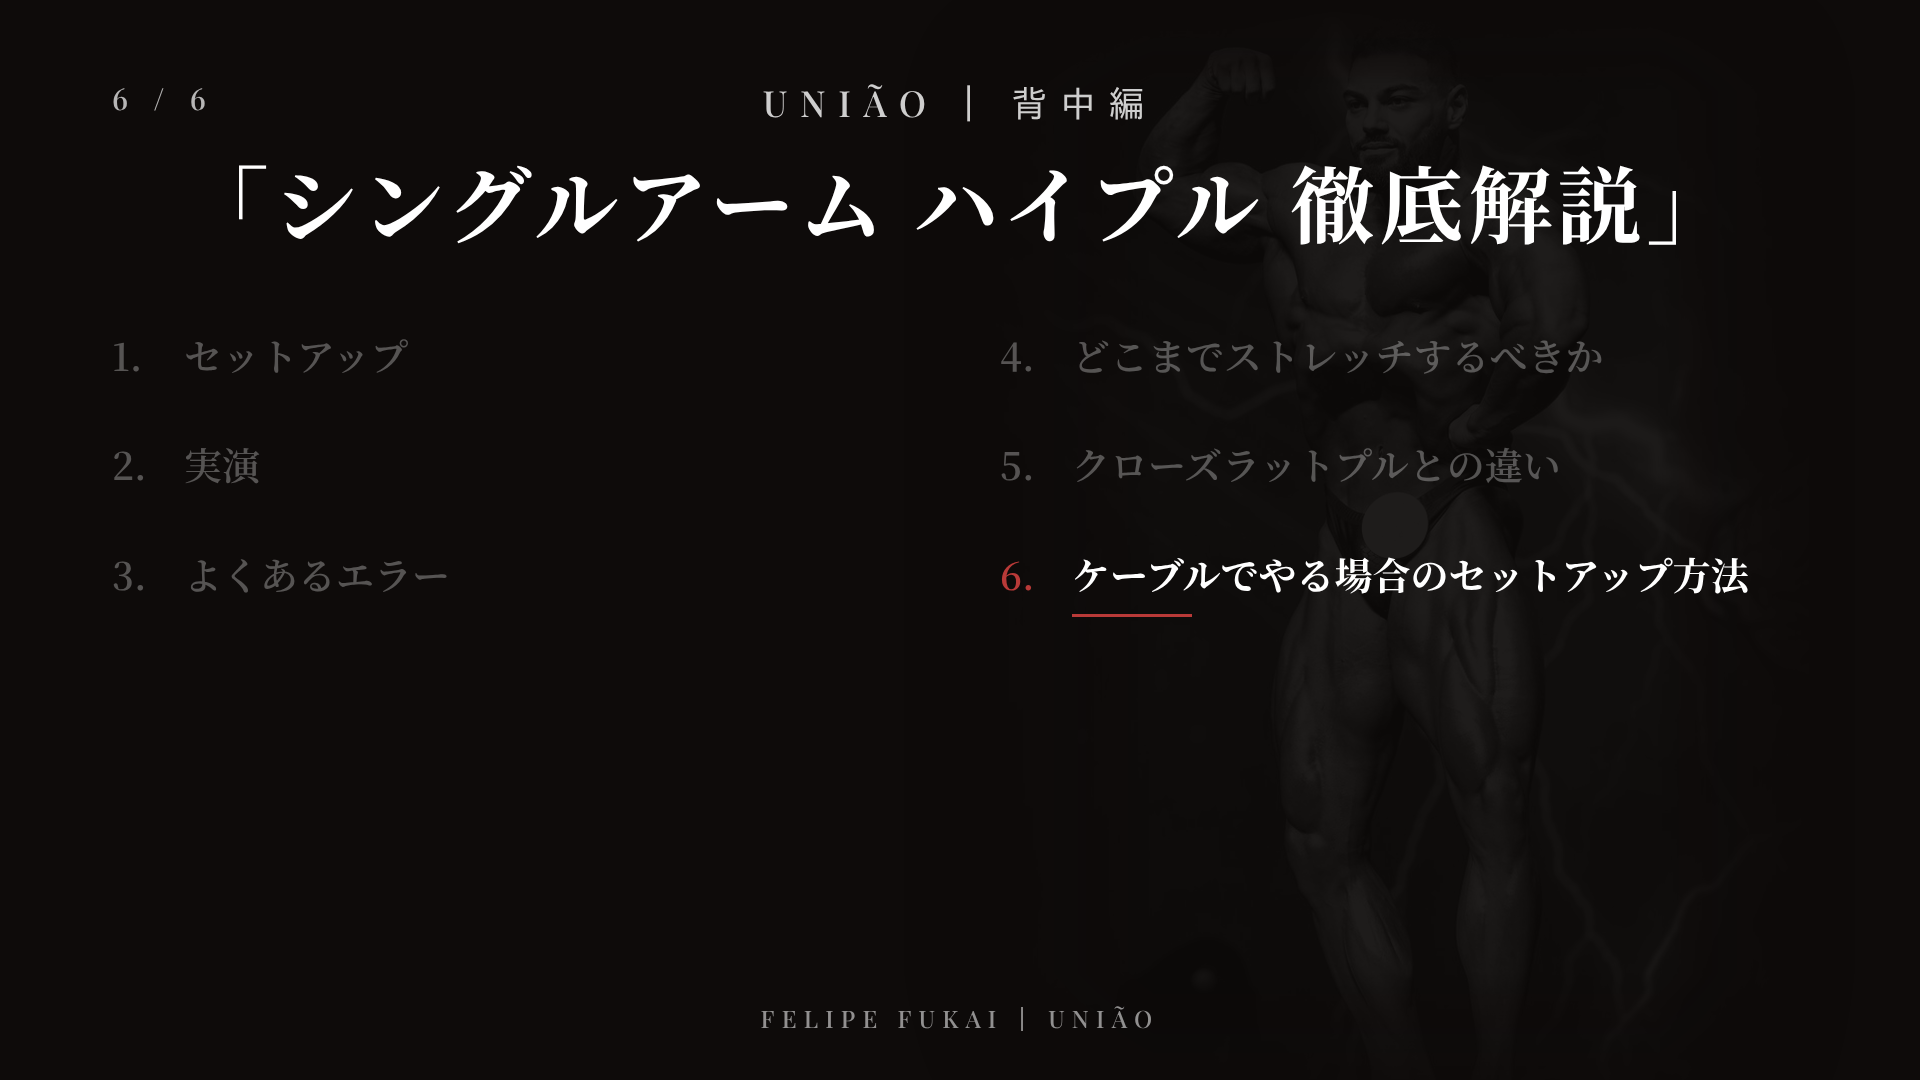 6 / 6
UNIÃO | 背中編
「シングルアーム ハイプル 徹底解説」
1. セットアップ
2. 実演
3. よくあるエラー
4. どこまでストレッチするべきか
5. クローズラットプルとの違い
6. ケーブルでやる場合のセットアップ方法
FELIPE FUKAI | UNIÃO